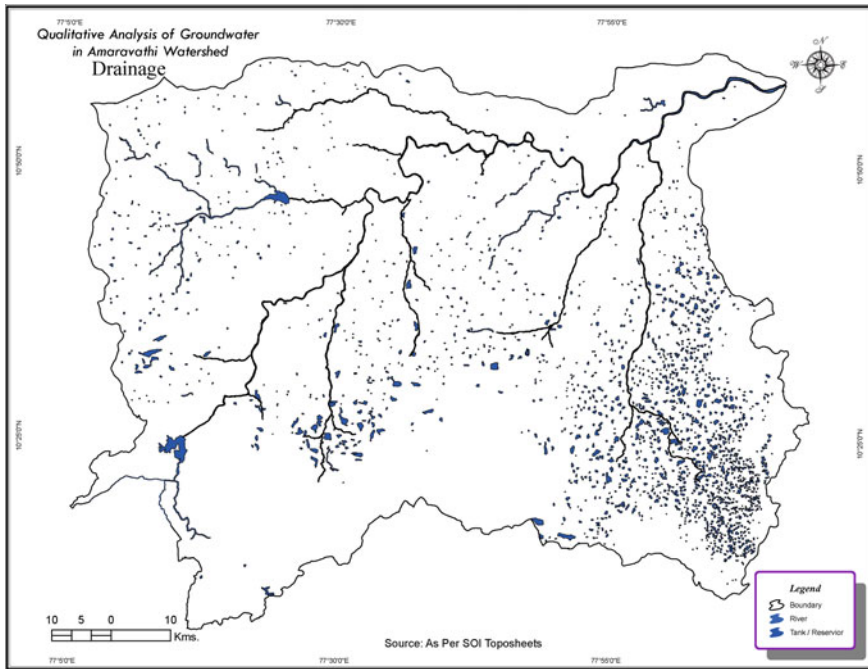 77°5'0"E 77°30'0"E 77°55'0"E
Qualitative Analysis of Groundwater
in Amaravathi Watershed
Drainage
N
W E
S
10°50'0"N 10°50'0"N
10°25'0"N 10°25'0"N
Legend
Boundary
River
Tank / Reservior
10 5 0 10
Kms.
Source: As Per SOI Toposheets
77°5'0"E 77°30'0"E 77°55'0"E